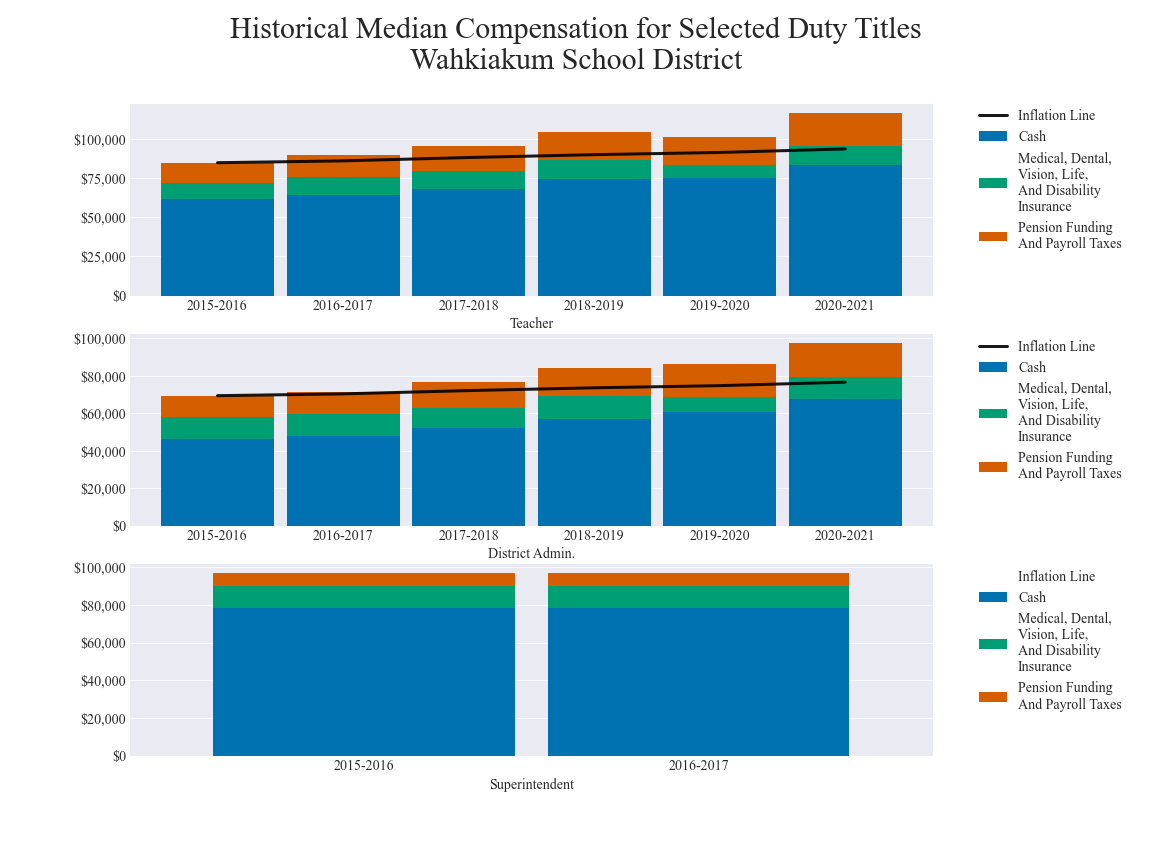 Historical Median Compensation for Selected Duty Titles
Wahkiakum School District
$100,000
$75,000
$50,000
$25,000
$0
2015-2016
2016-2017
2017-2018
2018-2019
2019-2020
2020-2021
Teacher
Inflation Line
Cash
Medical, Dental,
Vision, Life,
And Disability
Insurance
Pension Funding
And Payroll Taxes
$100,000
$80,000
$60,000
$40,000
$20,000
$0
2015-2016
2016-2017
2017-2018
2018-2019
2019-2020
2020-2021
District Admin.
Inflation Line
Cash
Medical, Dental,
Vision, Life,
And Disability
Insurance
Pension Funding
And Payroll Taxes
$100,000
$80,000
$60,000
$40,000
$20,000
$0
2015-2016
2016-2017
Superintendent
Inflation Line
Cash
Medical, Dental,
Vision, Life,
And Disability
Insurance
Pension Funding
And Payroll Taxes